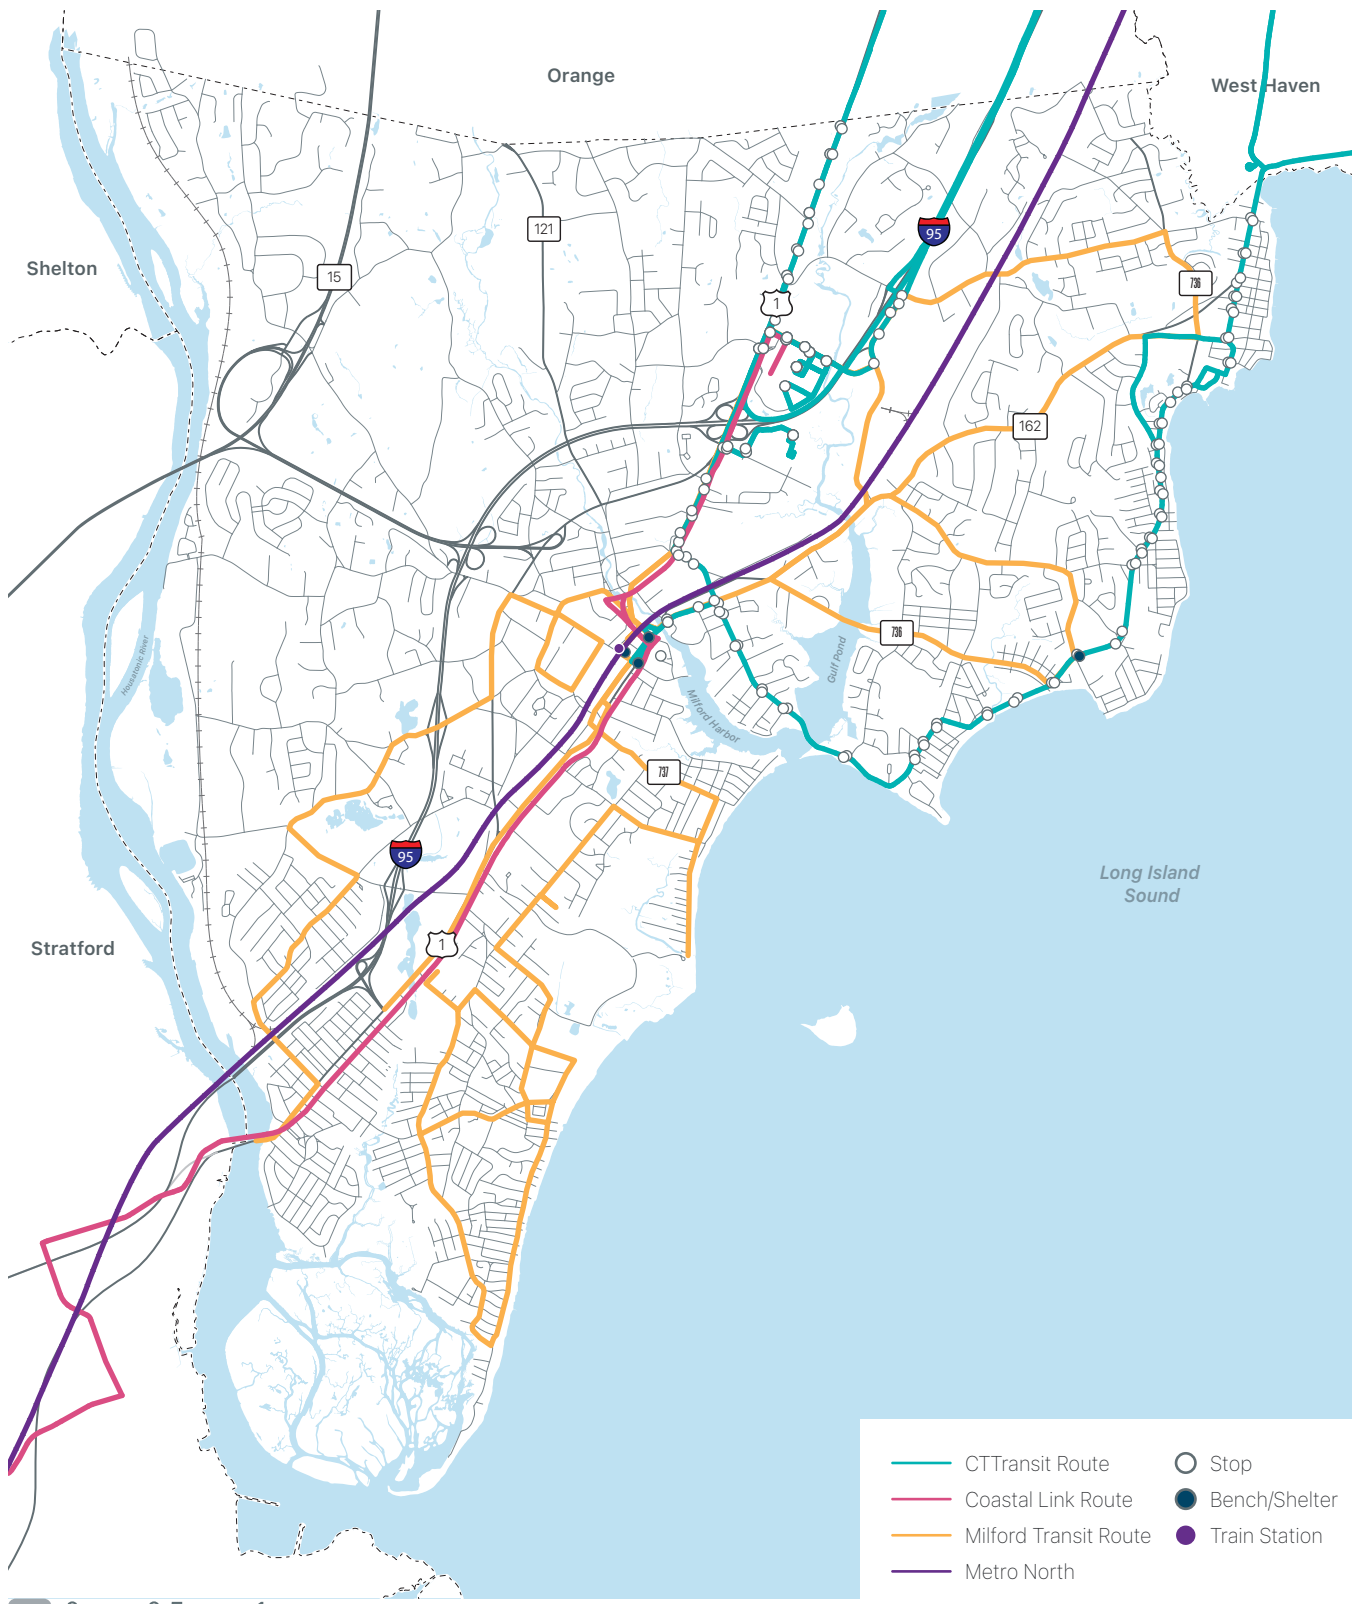 Orange
West Haven
95
121
Shelton
15
736
1
162
736
Housatonic River
Gulf Pond
Milford Harbor
737
95
Long Island
Sound
1
Stratford
CTTransit Route
Coastal Link Route
Milford Transit Route
Metro North
Stop
Bench/Shelter
Train Station